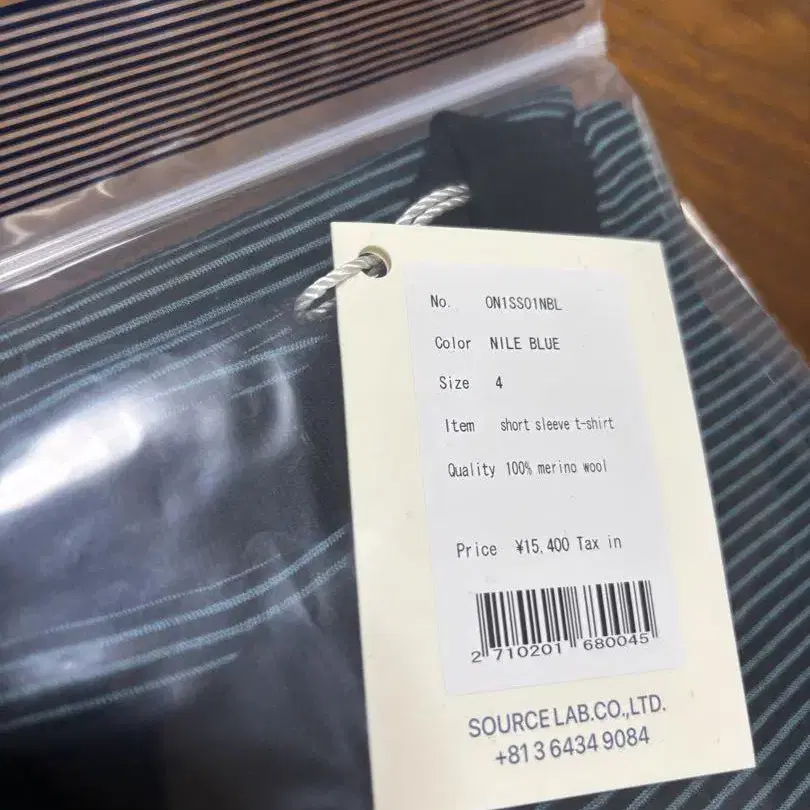 No. ON1SS01NBL
Color NILE BLUE
Size 4
Item short sleeve t-shirt
Quality 100% merino wool
Price ¥15,400 Tax in
2 710201 680045
SOURCE LAB.CO.,LTD.
+81 3 6434 9084